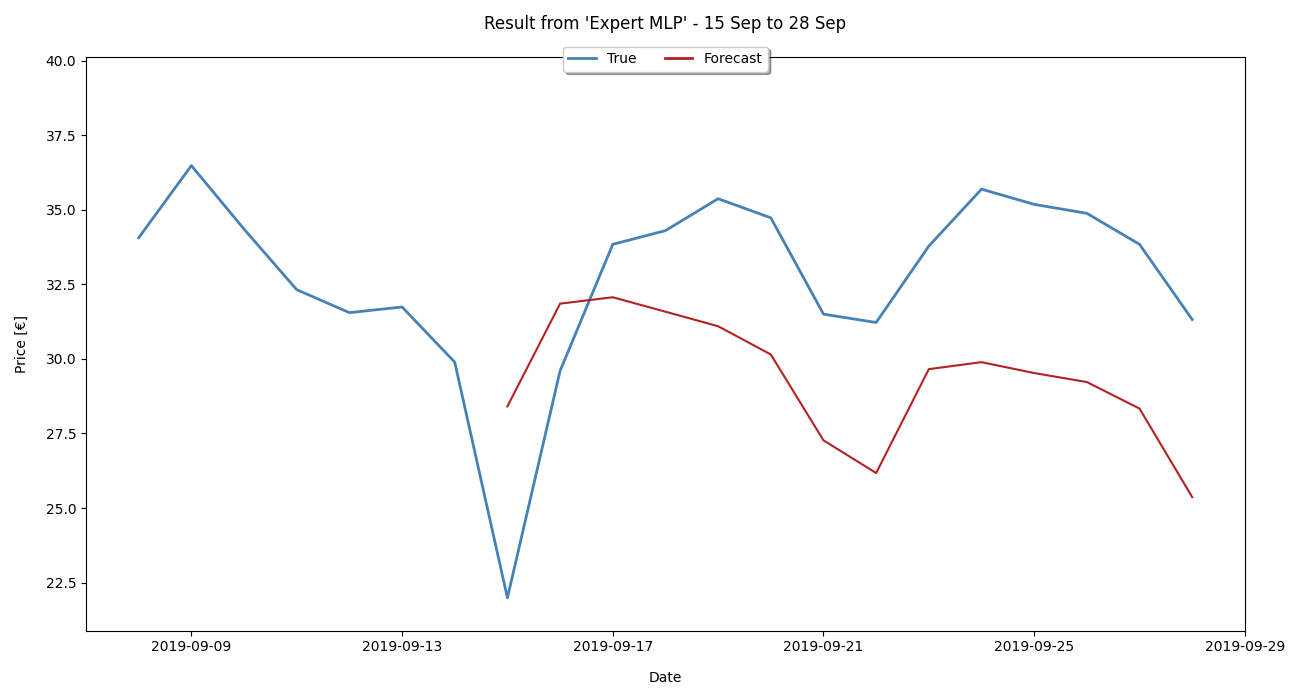 Result from 'Expert MLP' - 15 Sep to 28 Sep
True Forecast
40.0
37.5
35.0
32.5
30.0
27.5
25.0
22.5
Price [€]
2019-09-09 2019-09-13 2019-09-17 2019-09-21 2019-09-25 2019-09-29
Date